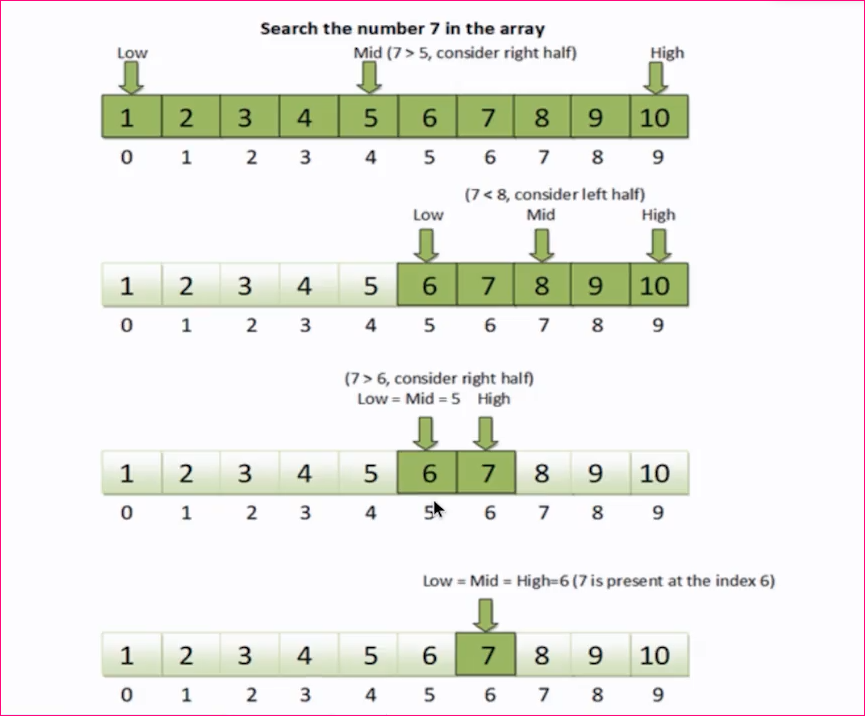 Search the number 7 in the array
Low Mid (7 > 5, consider right half) High
1 2 3 4 5 6 7 8 9 10
0 1 2 3 4 5 6 7 8 9
(7 < 8, consider left half)
Low Mid High
1 2 3 4 5 6 7 8 9 10
0 1 2 3 4 5 6 7 8 9
(7 > 6, consider right half)
Low = Mid = 5 High
1 2 3 4 5 6 7 8 9 10
0 1 2 3 4 5 6 7 8 9
Low = Mid = High=6 (7 is present at the index 6)
1 2 3 4 5 6 7 8 9 10
0 1 2 3 4 5 6 7 8 9